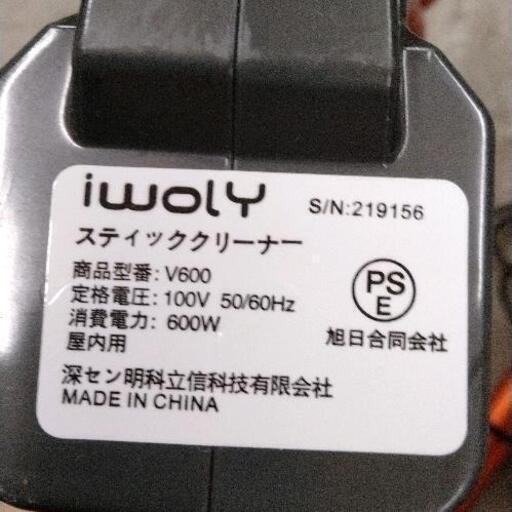 iwoly S/N:219156
スティッククリーナー
商品型番: V600
定格電圧: 100V 50/60Hz
消費電力: 600W
屋内用
PS
E
旭日合同会社
深セン明科立信科技有限会社
MADE IN CHINA